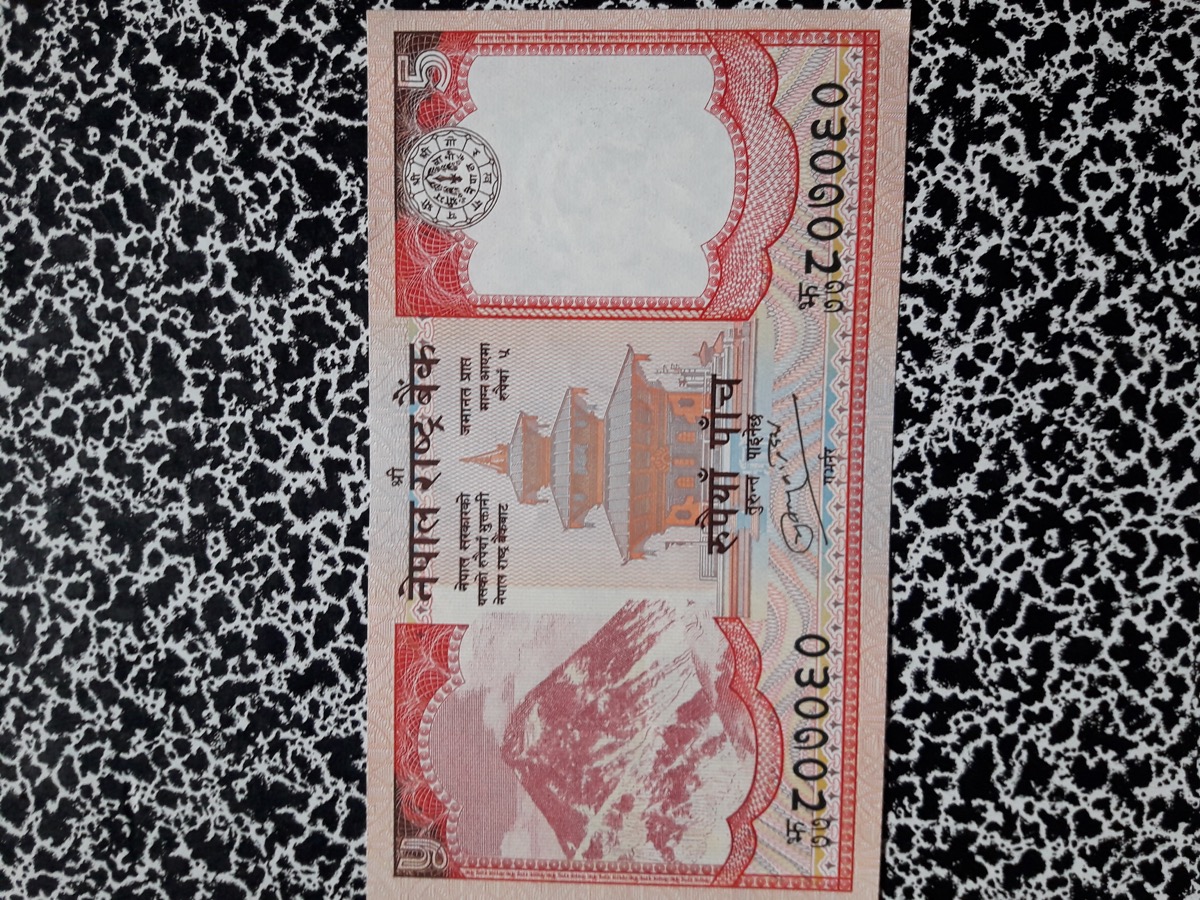 ५
श्री
5
नेपाल राष्ट्र बैंक
नेपाल सरकारको जमानत प्राप्त
यसको रुपैयाँ भुक्तानी माग्न आएमा
नेपाल राष्ट्र बैंकबाट रुपैयाँ ५
रुपैयाँ पाँच
तुरुन्त पाइनेछ
गभर्नर
झ ७७ ८०७०६०
झ ७७ ८०७०६०